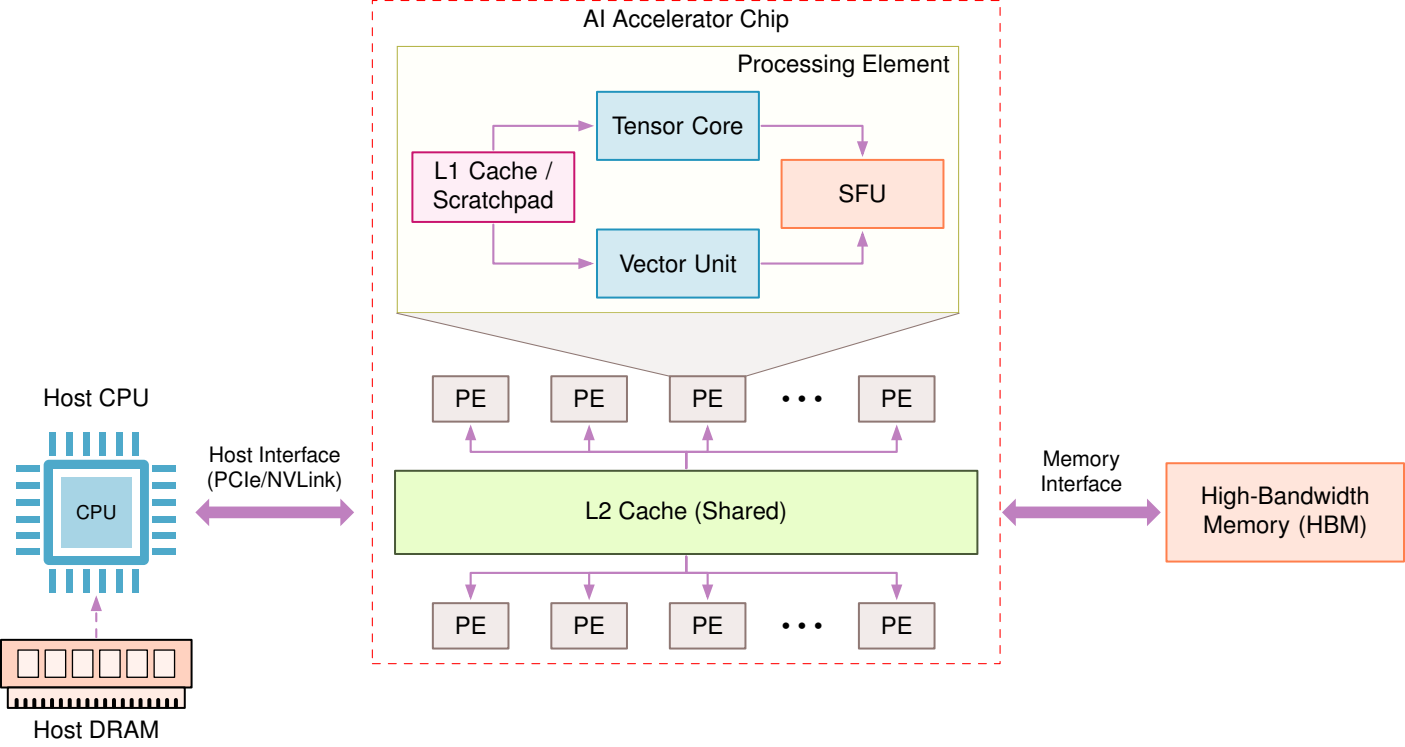 AI Accelerator Chip
Processing Element
Tensor Core
L1 Cache /
Scratchpad
SFU
Vector Unit
PE
PE
PE
• • •
PE
Host CPU
CPU
Host Interface
(PCIe/NVLink)
L2 Cache (Shared)
Memory
Interface
High-Bandwidth
Memory (HBM)
PE
PE
PE
• • •
PE
Host DRAM